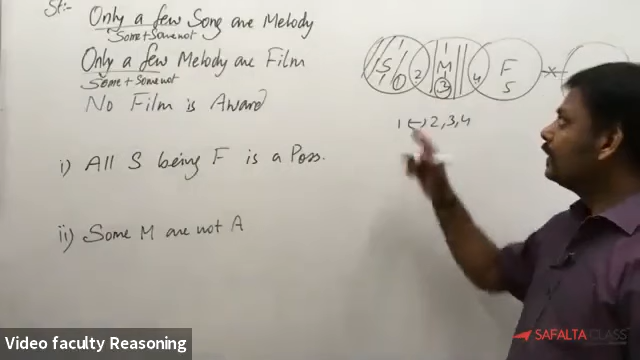 St:- Only a few Song are Melody
Some + Some not
Only a few Melody are Film
Some + Some not
No Film is Award
i) All S being F is a Poss.
ii) Some M are not A
S 1 2 M 3 4 F 5
1 2,3,4
SAFALTA CLASS
Video faculty Reasoning